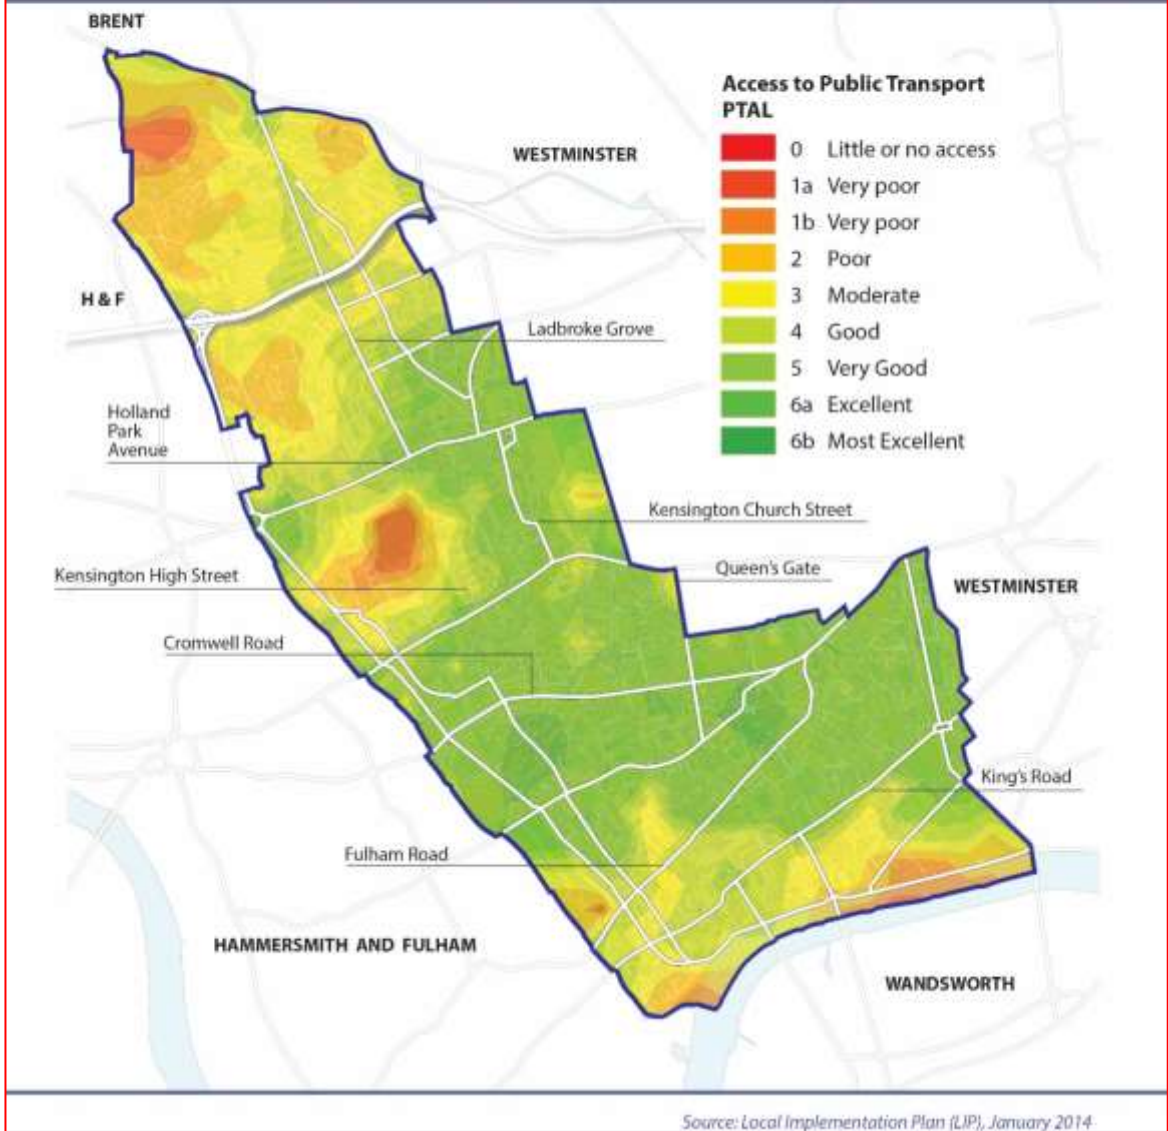 BRENT
Access to Public Transport
PTAL
0 Little or no access
1a Very poor
1b Very poor
2 Poor
3 Moderate
4 Good
5 Very Good
6a Excellent
6b Most Excellent
WESTMINSTER
H & F
Ladbroke Grove
Holland
Park
Avenue
Kensington Church Street
Kensington High Street
Queen's Gate
WESTMINSTER
Cromwell Road
King's Road
Fulham Road
HAMMERSMITH AND FULHAM
WANDSWORTH
Source: Local Implementation Plan (LIP), January 2014